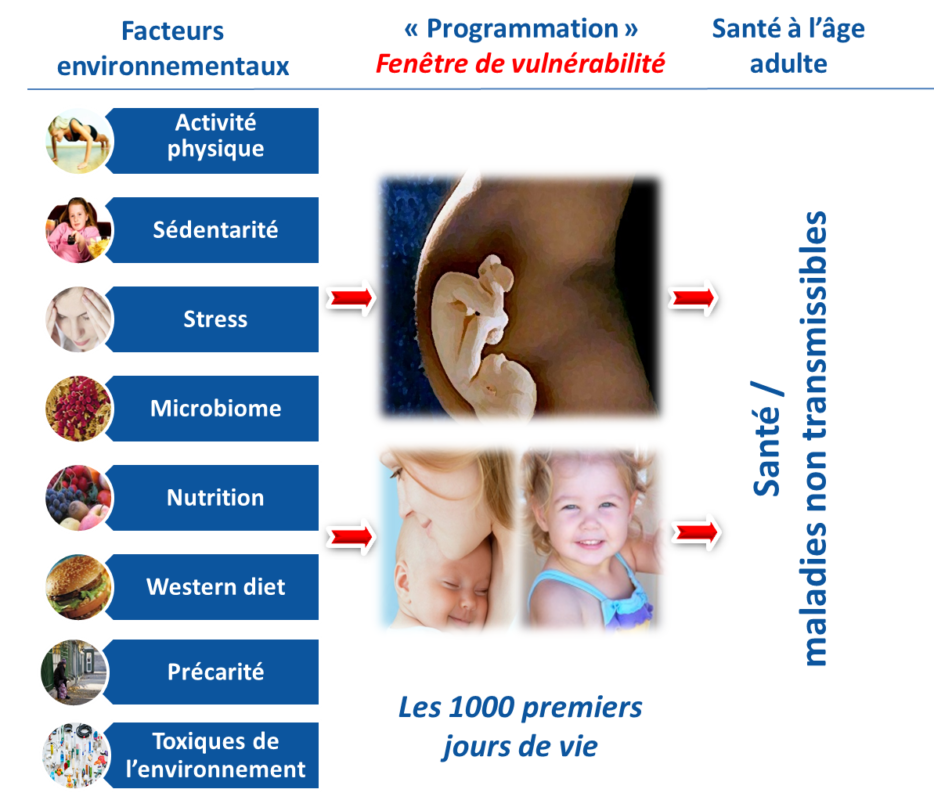 Facteurs
environnementaux
« Programmation »
Fenêtre de vulnérabilité
Santé à l’âge
adulte
Activité
physique
Sédentarité
Stress
Microbiome
Nutrition
Western diet
Précarité
Toxiques de
l’environnement
Les 1000 premiers
jours de vie
Santé /
maladies non transmissibles